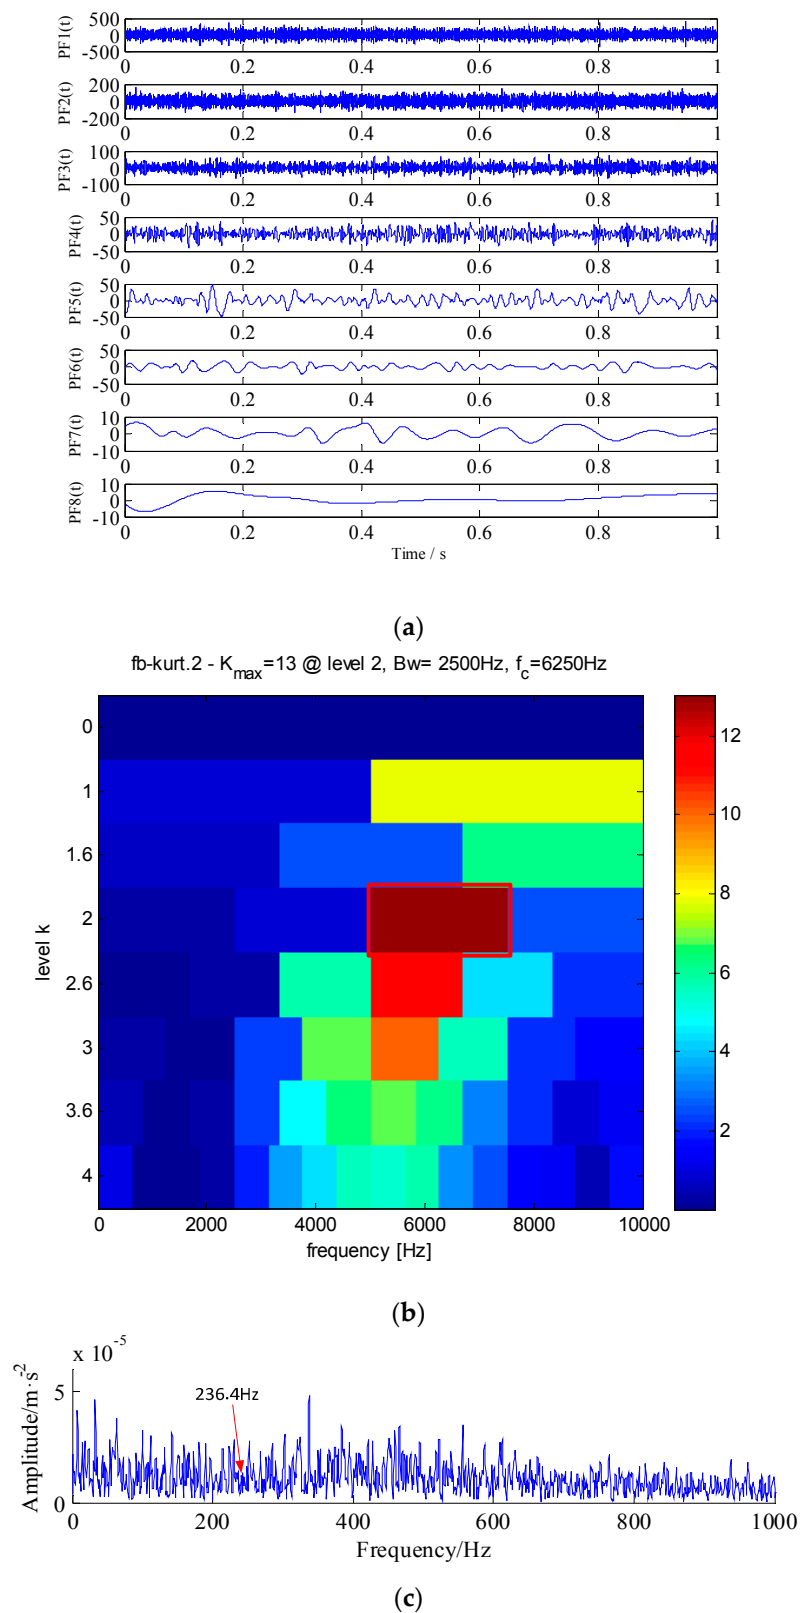 PF1(t)
500
0
-500
0 0.2 0.4 0.6 0.8 1
PF2(t)
200
0
-200
0 0.2 0.4 0.6 0.8 1
PF3(t)
100
0
-100
0 0.2 0.4 0.6 0.8 1
PF4(t)
50
0
-50
0 0.2 0.4 0.6 0.8 1
PF5(t)
50
0
-50
0 0.2 0.4 0.6 0.8 1
PF6(t)
50
0
-50
0 0.2 0.4 0.6 0.8 1
PF7(t)
10
0
-10
0 0.2 0.4 0.6 0.8 1
PF8(t)
10
0
-10
0 0.2 0.4 0.6 0.8 1
Time / s
(a)
fb-kurt.2 - Kmax=13 @ level 2, Bw= 2500Hz, fc=6250Hz
level k
0
1
1.6
2
2.6
3
3.6
4
0 2000 4000 6000 8000 10000
frequency [Hz]
12
10
8
6
4
2
(b)
x 10-5
Amplitude/m·s-2
5
0
236.4Hz
0 200 400 600 800 1000
Frequency/Hz
(c)